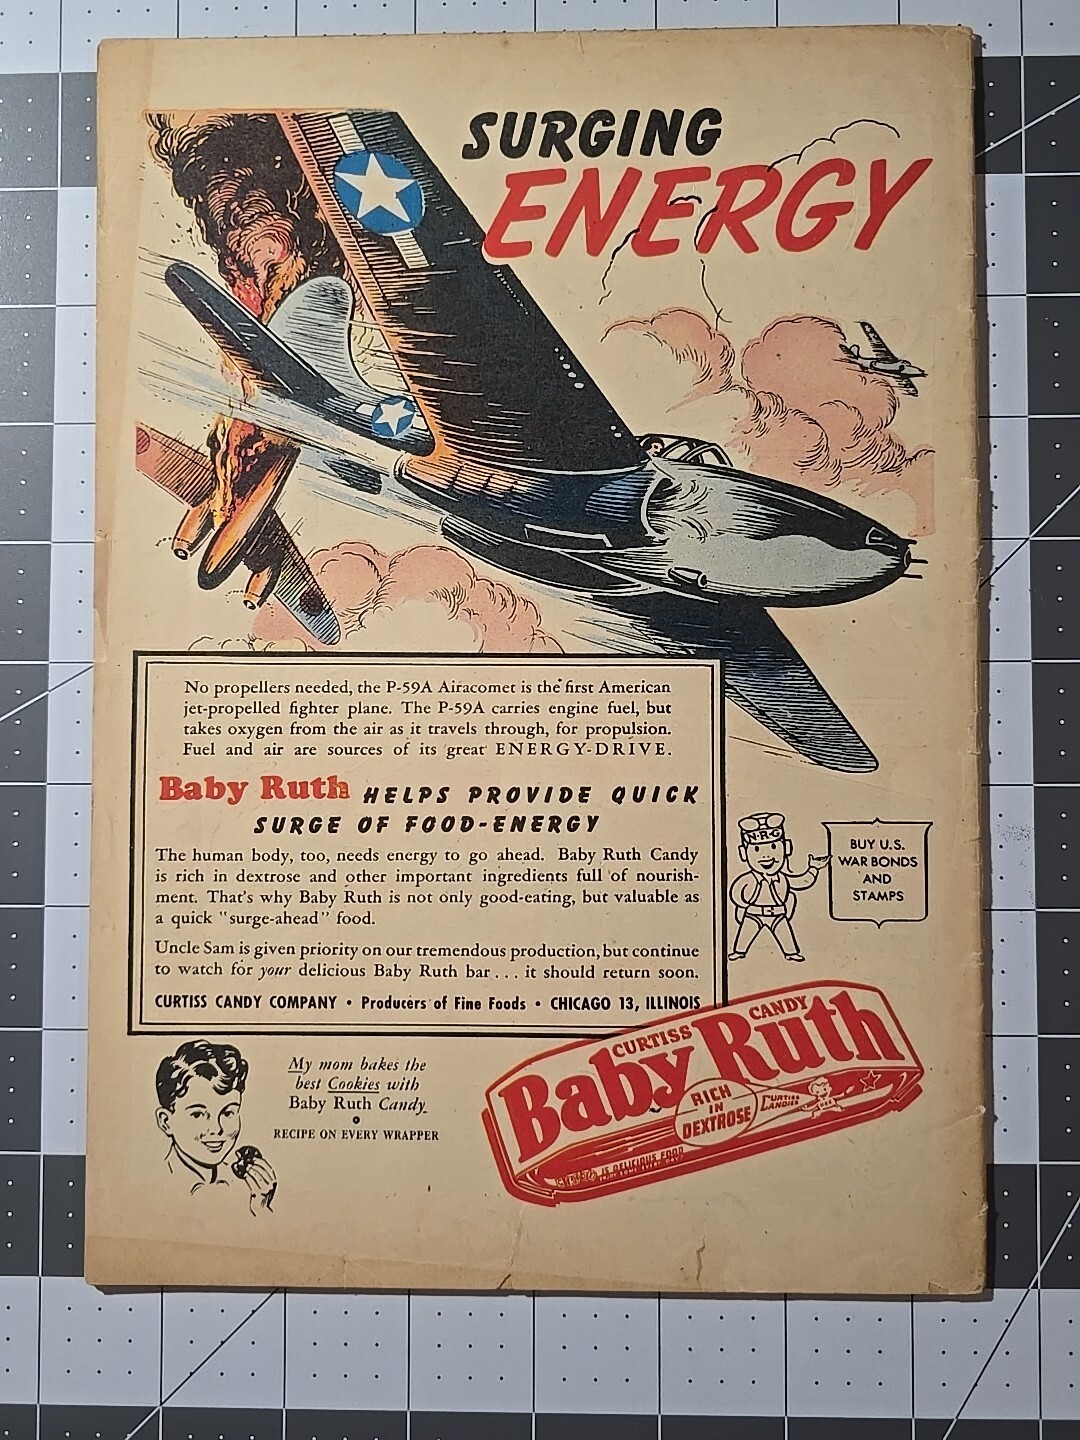 SURGING
ENERGY
No propellers needed, the P-59A Airacomet is the first American
jet-propelled fighter plane. The P-59A carries engine fuel, but
takes oxygen from the air as it travels through, for propulsion.
Fuel and air are sources of its great ENERGY-DRIVE.
Baby Ruth HELPS PROVIDE QUICK
SURGE OF FOOD-ENERGY
The human body, too, needs energy to go ahead. Baby Ruth Candy
is rich in dextrose and other important ingredients full of nourish-
ment. That's why Baby Ruth is not only good-eating, but valuable as
a quick "surge-ahead" food.
Uncle Sam is given priority on our tremendous production, but continue
to watch for your delicious Baby Ruth bar... it should return soon.
CURTISS CANDY COMPANY • Producers of Fine Foods • CHICAGO 13, ILLINOIS
N-R-G
BUY U.S.
WAR BONDS
AND
STAMPS
My mom bakes the
best Cookies with
Baby Ruth Candy.
RECIPE ON EVERY WRAPPER
CURTISS CANDY
Baby Ruth
RICH
IN
DEXTROSE
CURTISS
CANDIES
IS DELICIOUS FOOD